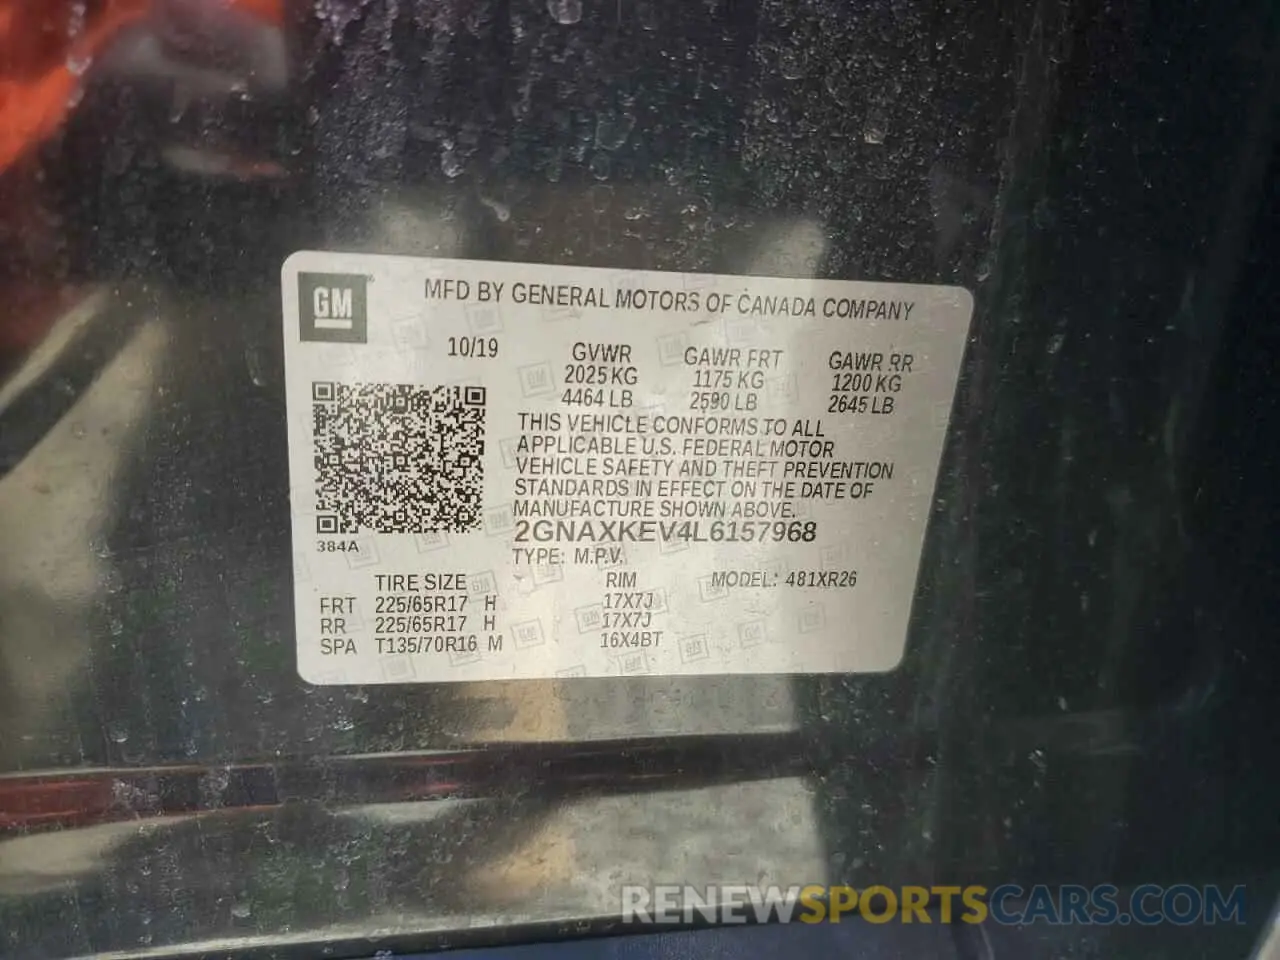 GM
MFD BY GENERAL MOTORS OF CANADA COMPANY
10/19
GVWR GAWR FRT GAWR RR
2025 KG 1175 KG 1200 KG
4464 LB 2590 LB 2645 LB
THIS VEHICLE CONFORMS TO ALL
APPLICABLE U.S. FEDERAL MOTOR
VEHICLE SAFETY AND THEFT PREVENTION
STANDARDS IN EFFECT ON THE DATE OF
MANUFACTURE SHOWN ABOVE.
2GNAXKEV4L6157968
384A
TYPE: M.P.V.
TIRE SIZE RIM MODEL: 481XR26
FRT 225/65R17 H 17X7J
RR 225/65R17 H 17X7J
SPA T135/70R16 M 16X4BT
RENEWSPORTSCARS.COM